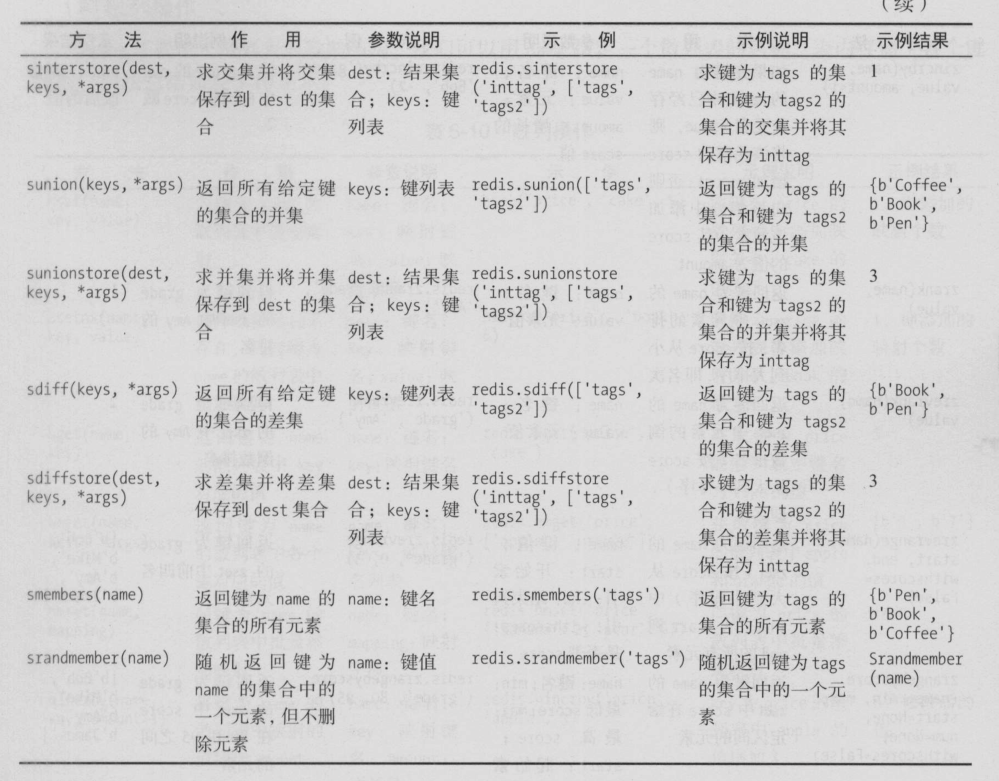 （续）
方 法 作 用 参数说明 示 例 示例说明 示例结果
sinterstore(dest, 求交集并将交集 dest：结果集 redis.sinterstore 求键为 tags 的集 1
keys, *args) 保存到 dest 的集 合；keys：键 ('inttag', ['tags', 合和键为 tags2 的
合 列表 'tags2']) 集合的交集并将其
保存为 inttag
sunion(keys, *args) 返回所有给定键 keys：键列表 redis.sunion(['tags', 返回键为 tags 的 {b'Coffee',
的集合的并集 'tags2']) 集合和键为 tags2 b'Book',
的集合的并集 b'Pen'}
sunionstore(dest, 求并集并将并集 dest：结果集 redis.sunionstore 求键为 tags 的集 3
keys, *args) 保存到 dest 的集 合；keys：键 ('inttag', ['tags', 合和键为 tags2 的
合 列表 'tags2']) 集合的并集并将其
保存为 inttag
sdiff(keys, *args) 返回所有给定键 keys：键列表 redis.sdiff(['tags', 返回键为 tags 的 {b'Book',
的集合的差集 'tags2']) 集合和键为 tags2 b'Pen'}
的集合的差集
sdiffstore(dest, 求差集并将差集 dest：结果集 redis.sdiffstore 求键为 tags 的集 3
keys, *args) 保存到 dest 集合 合；keys：键 ('inttag', ['tags', 合和键为 tags2 的
列表 'tags2']) 集合的差集并将其
保存为 inttag
smembers(name) 返回键为 name 的 name：键名 redis.smembers('tags') 返回键为 tags 的 {b'Pen',
集合的所有元素 集合的所有元素 b'Book',
b'Coffee'}
srandmember(name) 随机返回键为 name：键值 redis.srandmember('tags') 随机返回键为 tags Srandmember
name 的集合中的 的集合中的一个元 (name)
一个元素，但不删 素
除元素